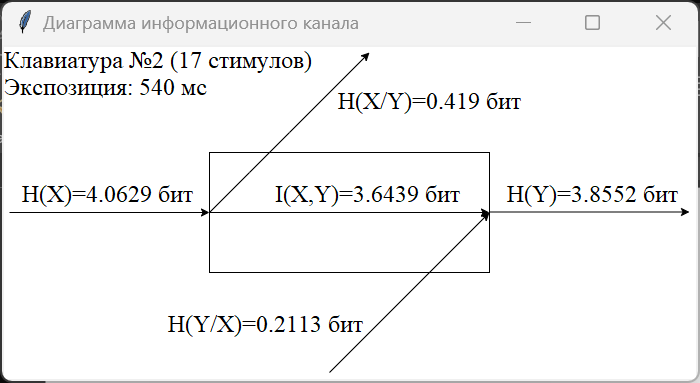 Диаграмма информационного канала
Клавиатура №2 (17 стимулов)
Экспозиция: 540 мс
H(X/Y)=0.419 бит
H(X)=4.0629 бит
I(X,Y)=3.6439 бит
H(Y)=3.8552 бит
H(Y/X)=0.2113 бит